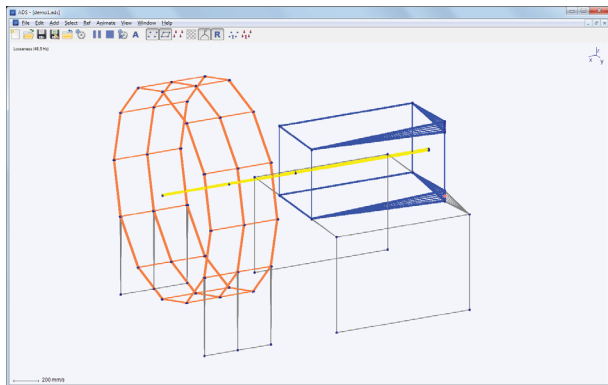 ADS - [demo1.ads]
File Edit Add Select Ref Animate View Window Help
A R
Looseness (48.5 Hz)
z
x y
200 mm/s